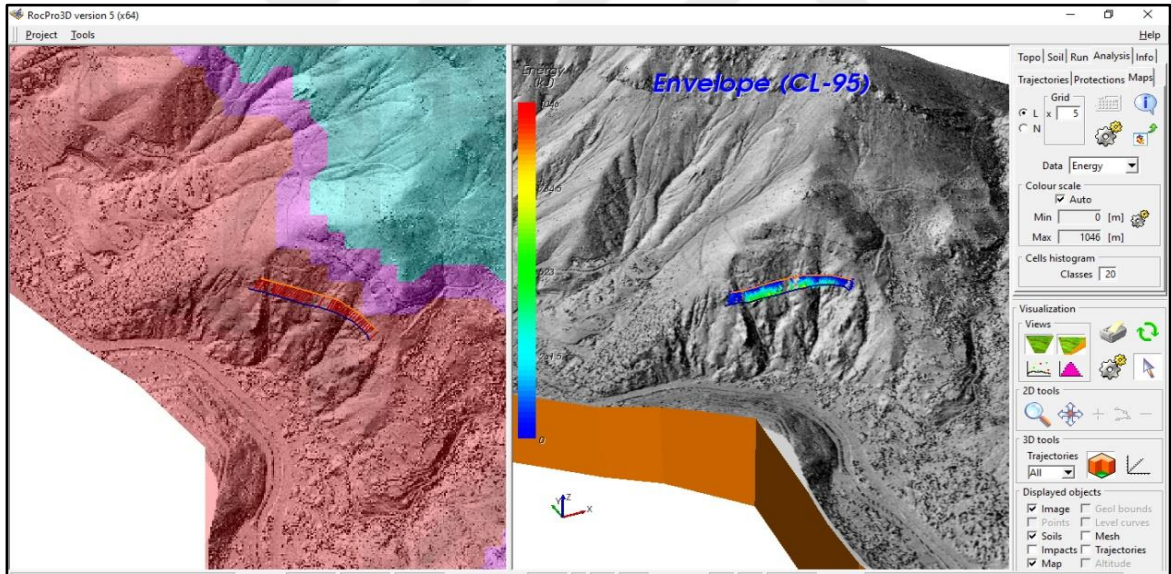 RocPro3D version 5 (x64)
Project Tools
Help
Energy
(kJ)
Envelope (CL-95)
0
Z
Y
X
Topo Soil Run Analysis Info
Trajectories Protections Maps
Grid
L x 5
N
Data Energy
Colour scale
Auto
Min 0 [m]
Max 1046 [m]
Cells histogram
Classes 20
Visualization
Views
2D tools
3D tools
Trajectories
All
Displayed objects
Image Geol bounds
Points Level curves
Soils Mesh
Impacts Trajectories
Map Altitude